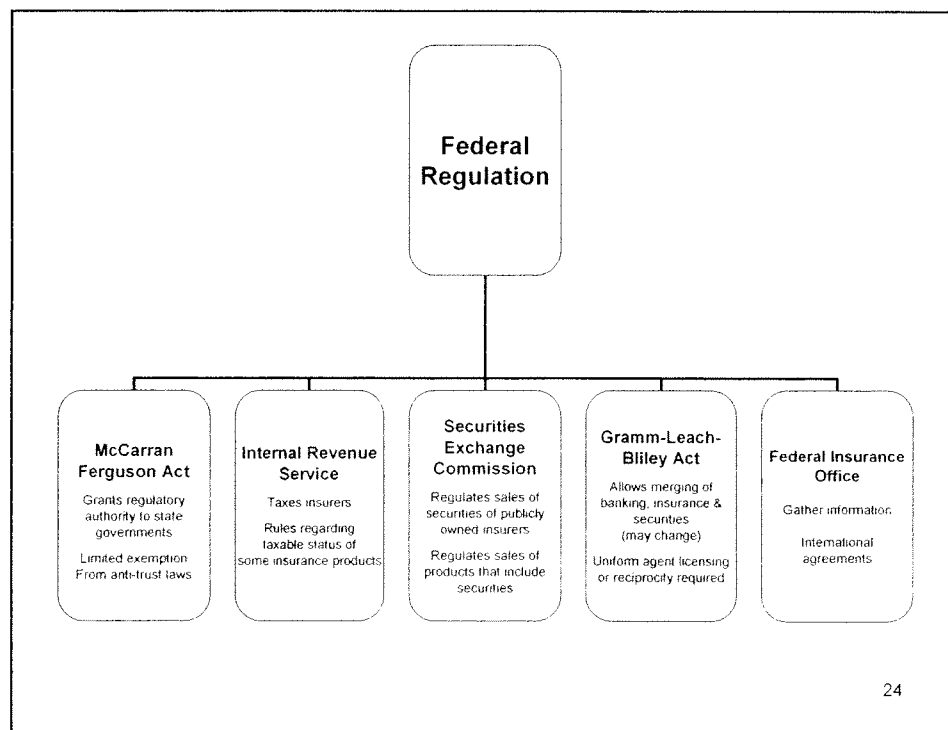 Federal
Regulation
McCarran
Ferguson Act
Grants regulatory
authority to state
governments
Limited exemption
From anti-trust laws
Internal Revenue
Service
Taxes insurers
Rules regarding
taxable status of
some insurance products
Securities
Exchange
Commission
Regulates sales of
securities of publicly
owned insurers
Regulates sales of
products that include
securities
Gramm-Leach-
Bliley Act
Allows merging of
banking, insurance &
securities
(may change)
Uniform agent licensing
or reciprocity required
Federal Insurance
Office
Gather information
International
agreements
24